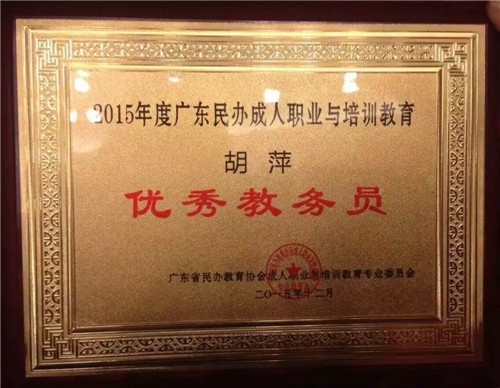 2015年度广东民办成人职业与培训教育
胡萍
优秀教务员
广东省民办教育协会成人职业与培训教育专业委员会
二〇一五年十二月